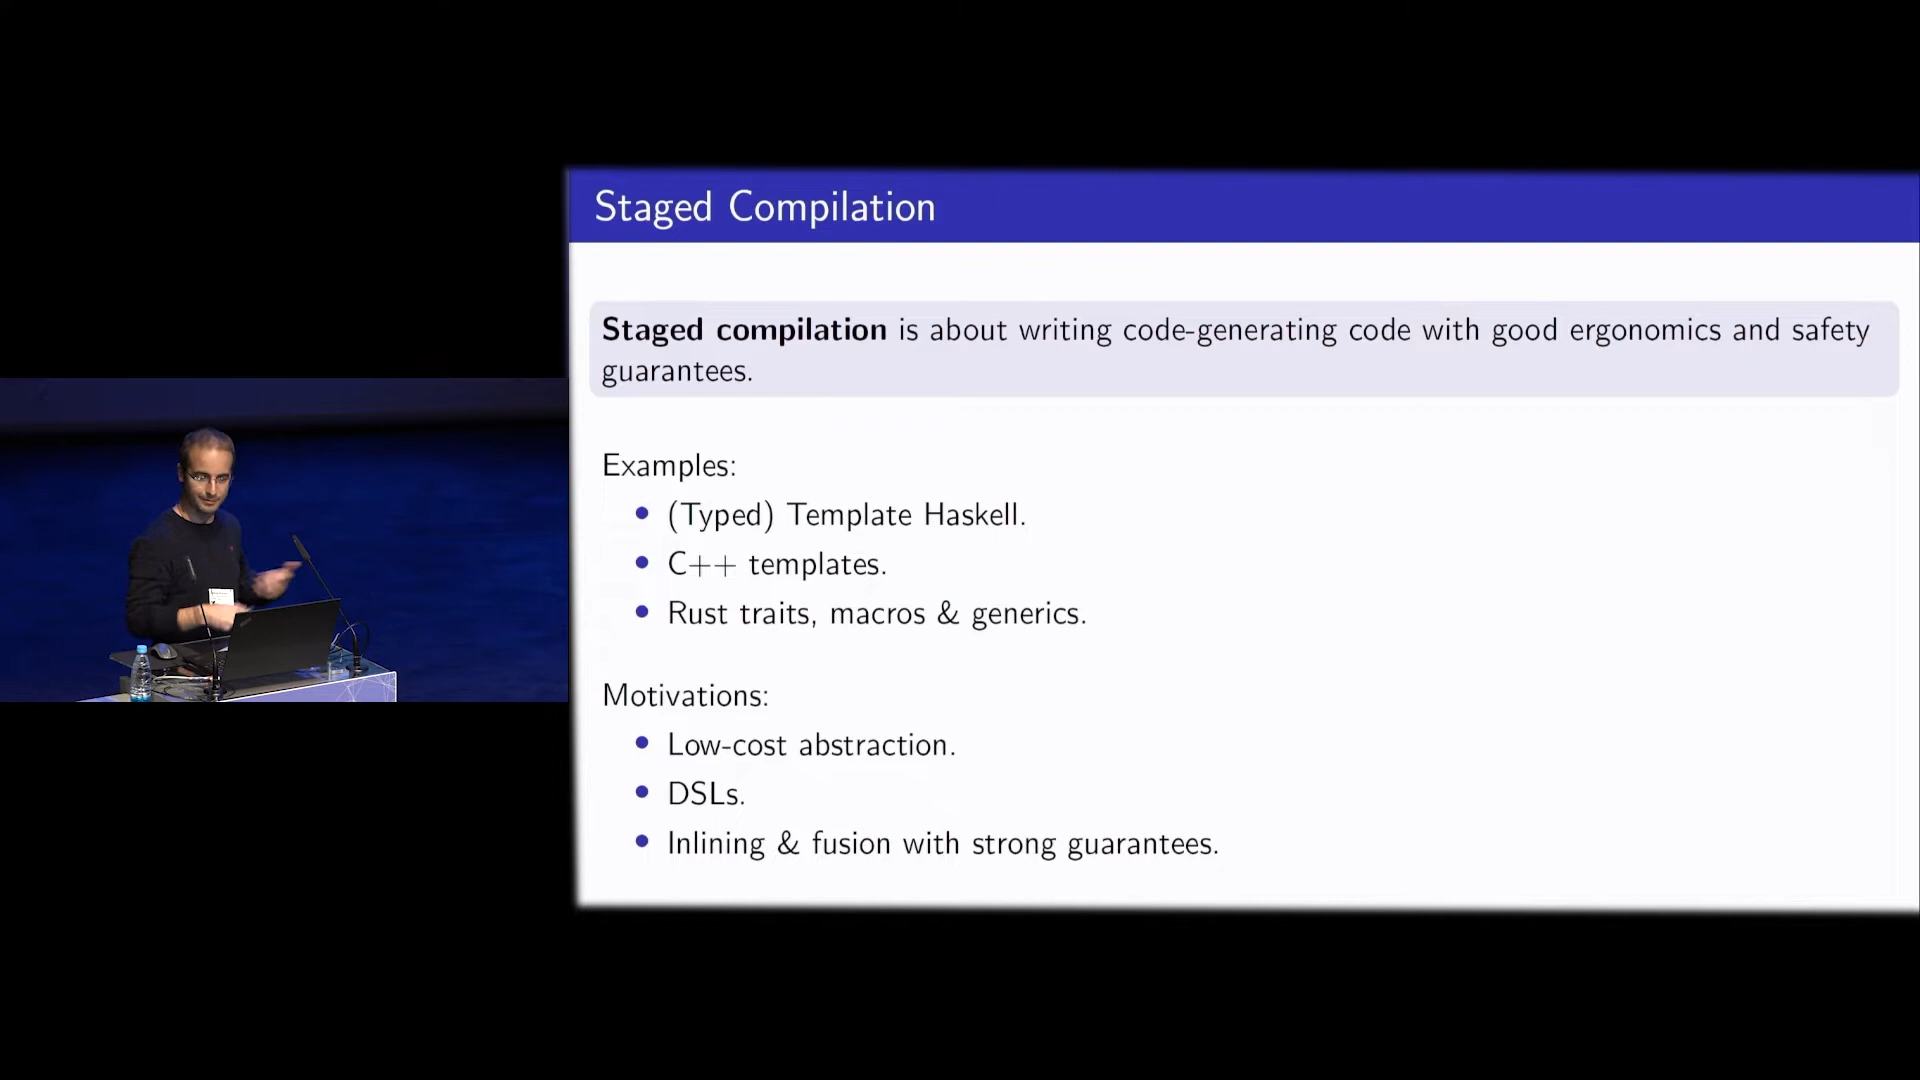 Staged Compilation
Staged compilation is about writing code-generating code with good ergonomics and safety
guarantees.
Examples:
(Typed) Template Haskell.
C++ templates.
Rust traits, macros & generics.
Motivations:
Low-cost abstraction.
DSLs.
Inlining & fusion with strong guarantees.